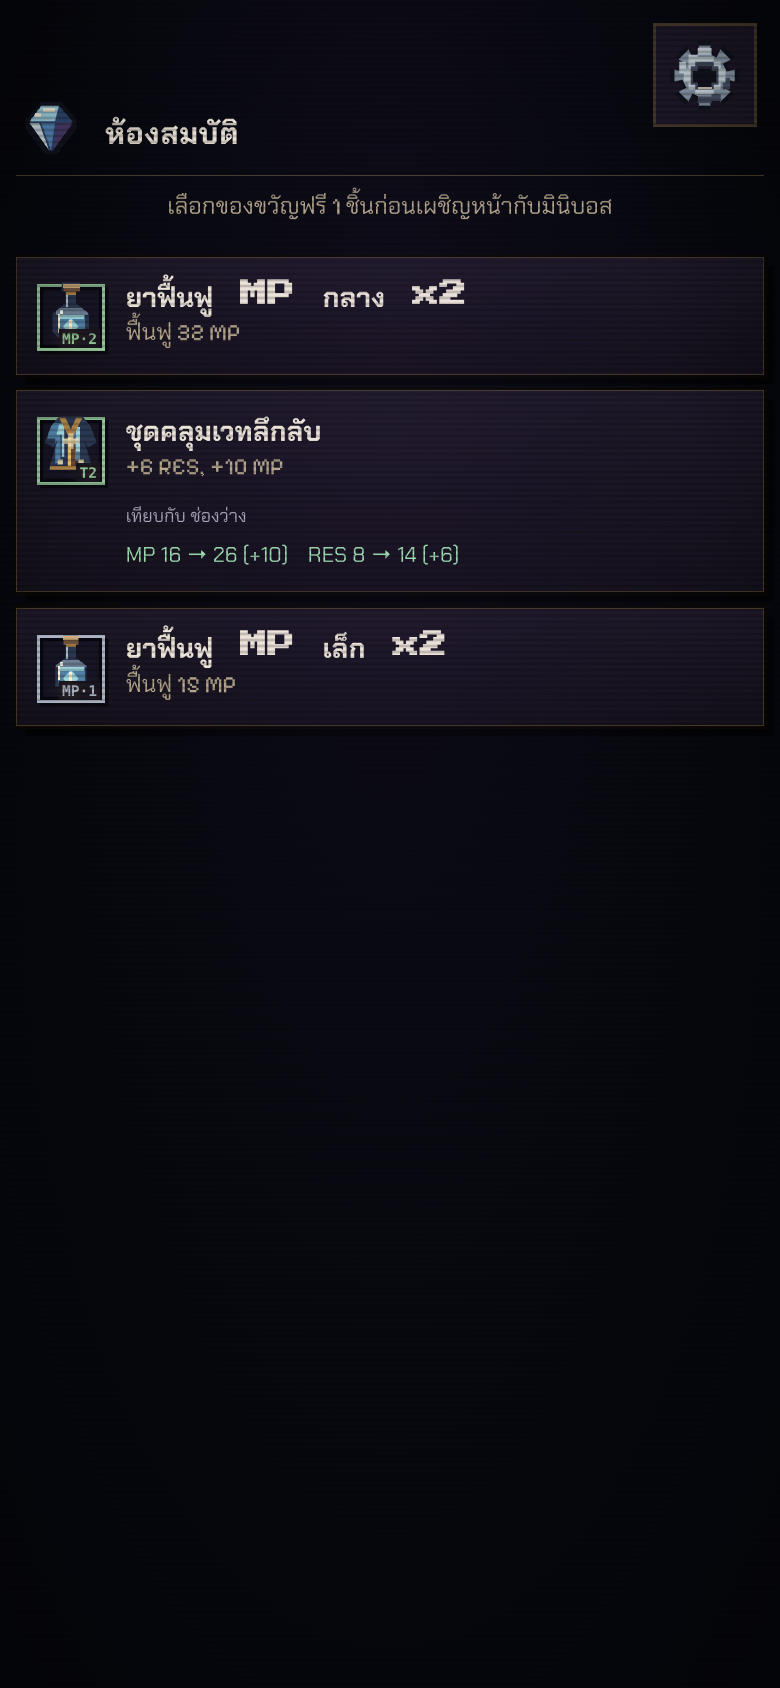 ห้องสมบัติ
เลือกของขวัญฟรี 1 ชิ้นก่อนเผชิญหน้ากับมินิบอส
ยาฟื้นฟู MP กลาง x2
ฟื้นฟู 32 MP
MP·2
ชุดคลุมเวทลึกลับ
+6 RES, +10 MP
T2
เทียบกับ ช่องว่าง
MP 16 → 26 (+10) RES 8 → 14 (+6)
ยาฟื้นฟู MP เล็ก x2
ฟื้นฟู 18 MP
MP·1